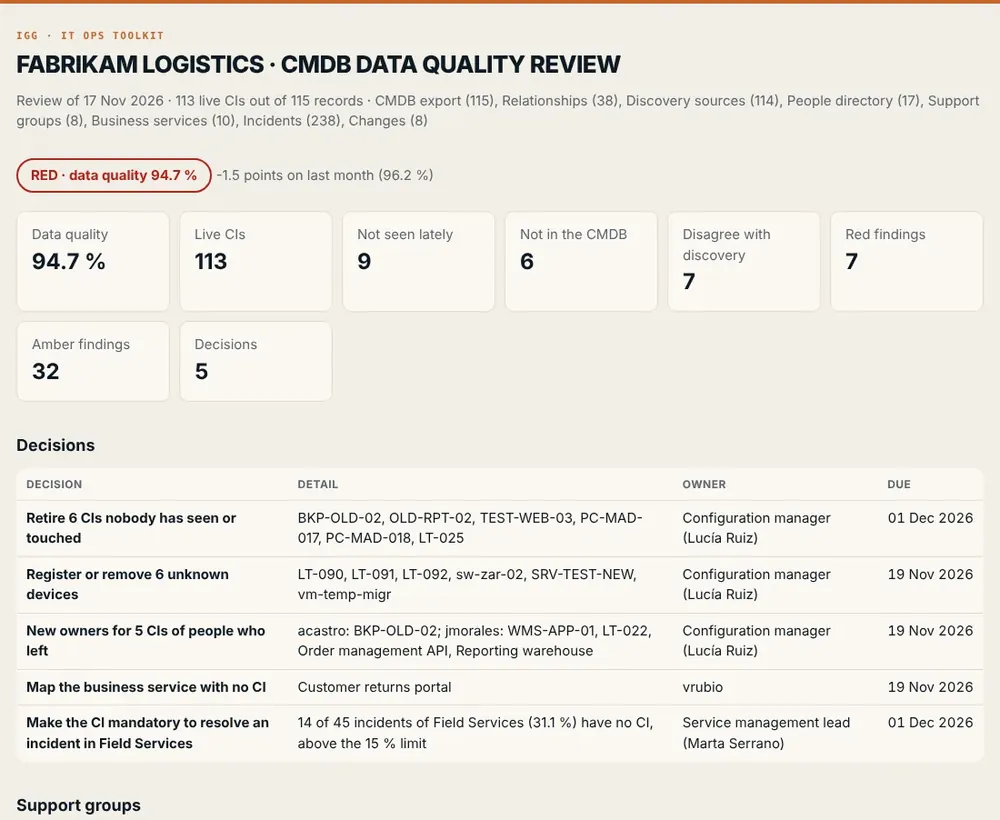 IGG · IT OPS TOOLKIT
FABRIKAM LOGISTICS · CMDB DATA QUALITY REVIEW
Review of 17 Nov 2026 · 113 live CIs out of 115 records · CMDB export (115), Relationships (38), Discovery sources (114), People directory (17), Support
groups (8), Business services (10), Incidents (238), Changes (8)
RED · data quality 94.7 % -1.5 points on last month (96.2 %)
Data quality
94.7 %
Live CIs
113
Not seen lately
9
Not in the CMDB
6
Disagree with
discovery
7
Red findings
7
Amber findings
32
Decisions
5
Decisions
DECISION DETAIL OWNER DUE
Retire 6 CIs nobody has seen or
touched
BKP-OLD-02, OLD-RPT-02, TEST-WEB-03, PC-MAD-
017, PC-MAD-018, LT-025
Configuration manager
(Lucía Ruiz)
01 Dec 2026
Register or remove 6 unknown
devices
LT-090, LT-091, LT-092, sw-zar-02, SRV-TEST-NEW,
vm-temp-migr
Configuration manager
(Lucía Ruiz)
19 Nov 2026
New owners for 5 CIs of people who
left
acastro: BKP-OLD-02; jmorales: WMS-APP-01, LT-022,
Order management API, Reporting warehouse
Configuration manager
(Lucía Ruiz)
19 Nov 2026
Map the business service with no CI
Customer returns portal
vrubio
19 Nov 2026
Make the CI mandatory to resolve an
incident in Field Services
14 of 45 incidents of Field Services (31.1 %) have no CI,
above the 15 % limit
Service management lead
(Marta Serrano)
01 Dec 2026
Support groups